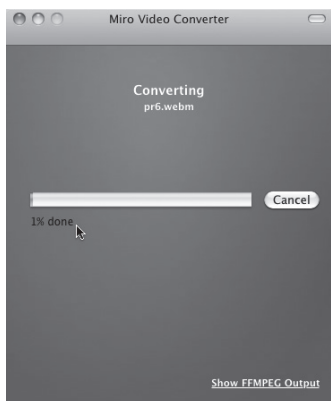 Miro Video Converter
Converting
pr6.webm
Cancel
1% done
Show FFMPEG Output